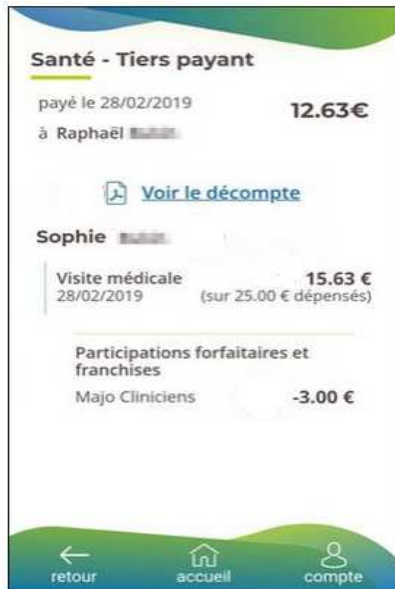 Santé - Tiers payant
payé le 28/02/2019 12.63€
à Raphaël
Voir le décompte
Sophie
Visite médicale 15.63 €
28/02/2019 (sur 25.00 € dépensés)
Participations forfaitaires et
franchises
Majo Cliniciens -3.00 €
retour accueil compte